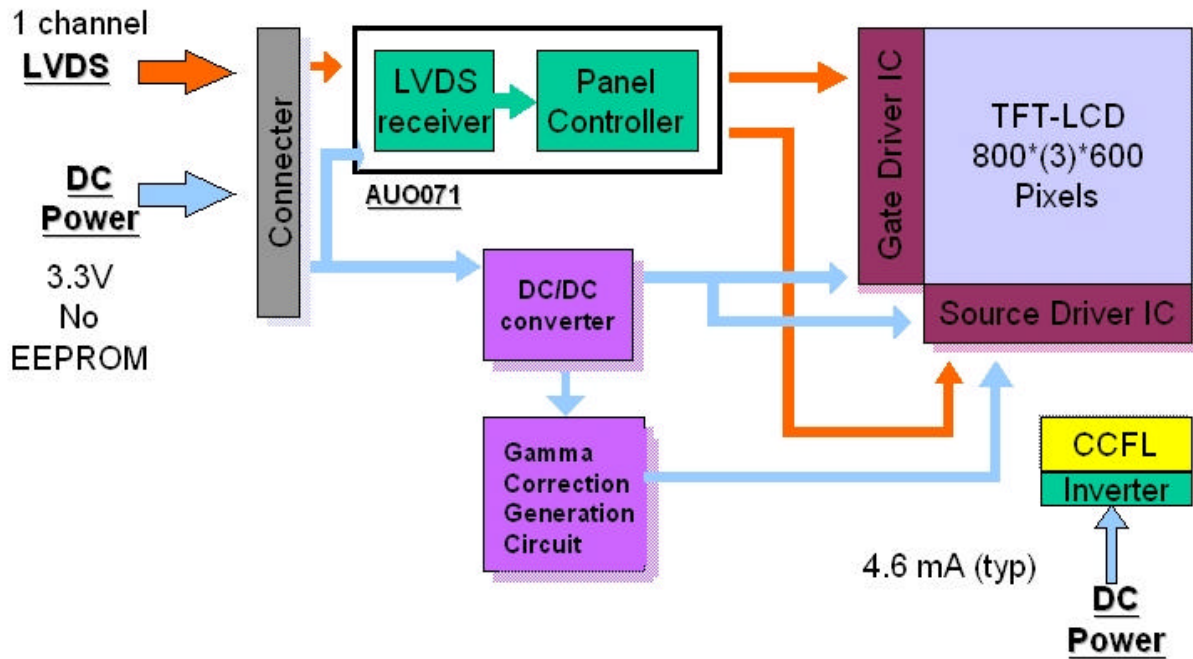 1 channel
LVDS
DC
Power
3.3V
No
EEPROM
Connecter
LVDS
receiver
Panel
Controller
AUO071
DC/DC
converter
Gamma
Correction
Generation
Circuit
Gate Driver IC
TFT-LCD
800*(3)*600
Pixels
Source Driver IC
CCFL
Inverter
4.6 mA (typ)
DC
Power